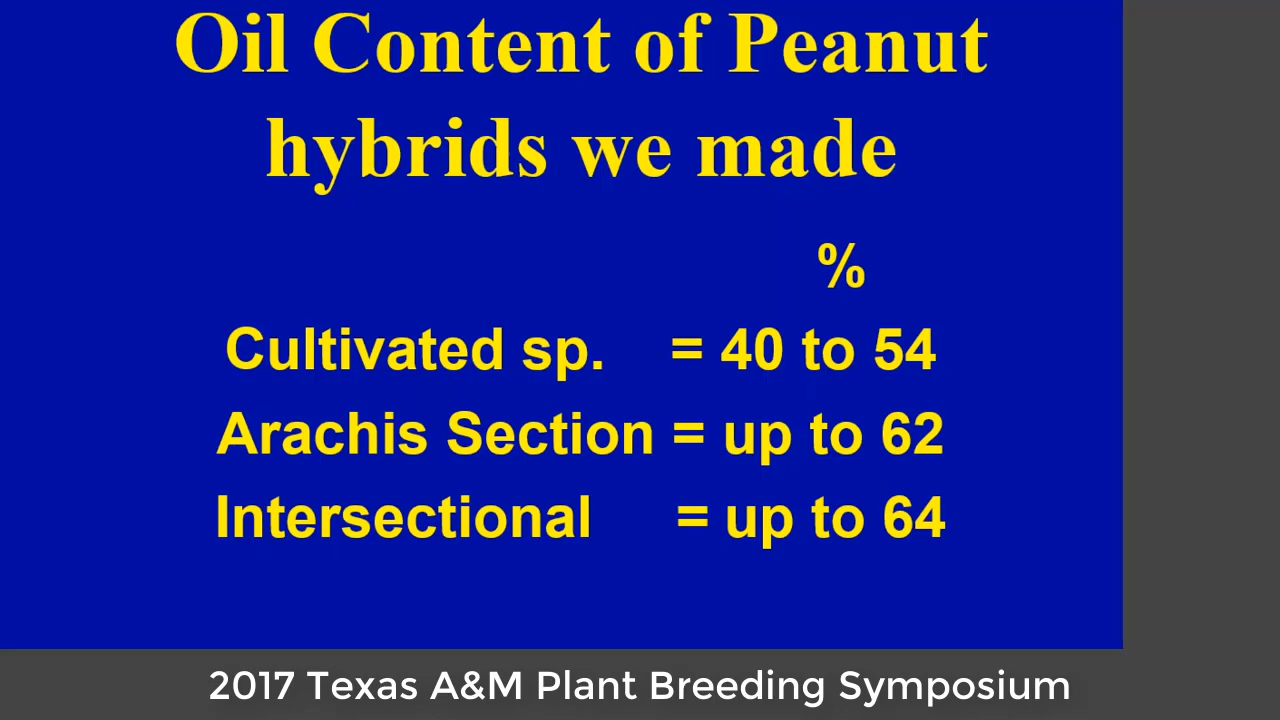 Oil Content of Peanut
hybrids we made
%
Cultivated sp. = 40 to 54
Arachis Section = up to 62
Intersectional = up to 64
2017 Texas A&M Plant Breeding Symposium